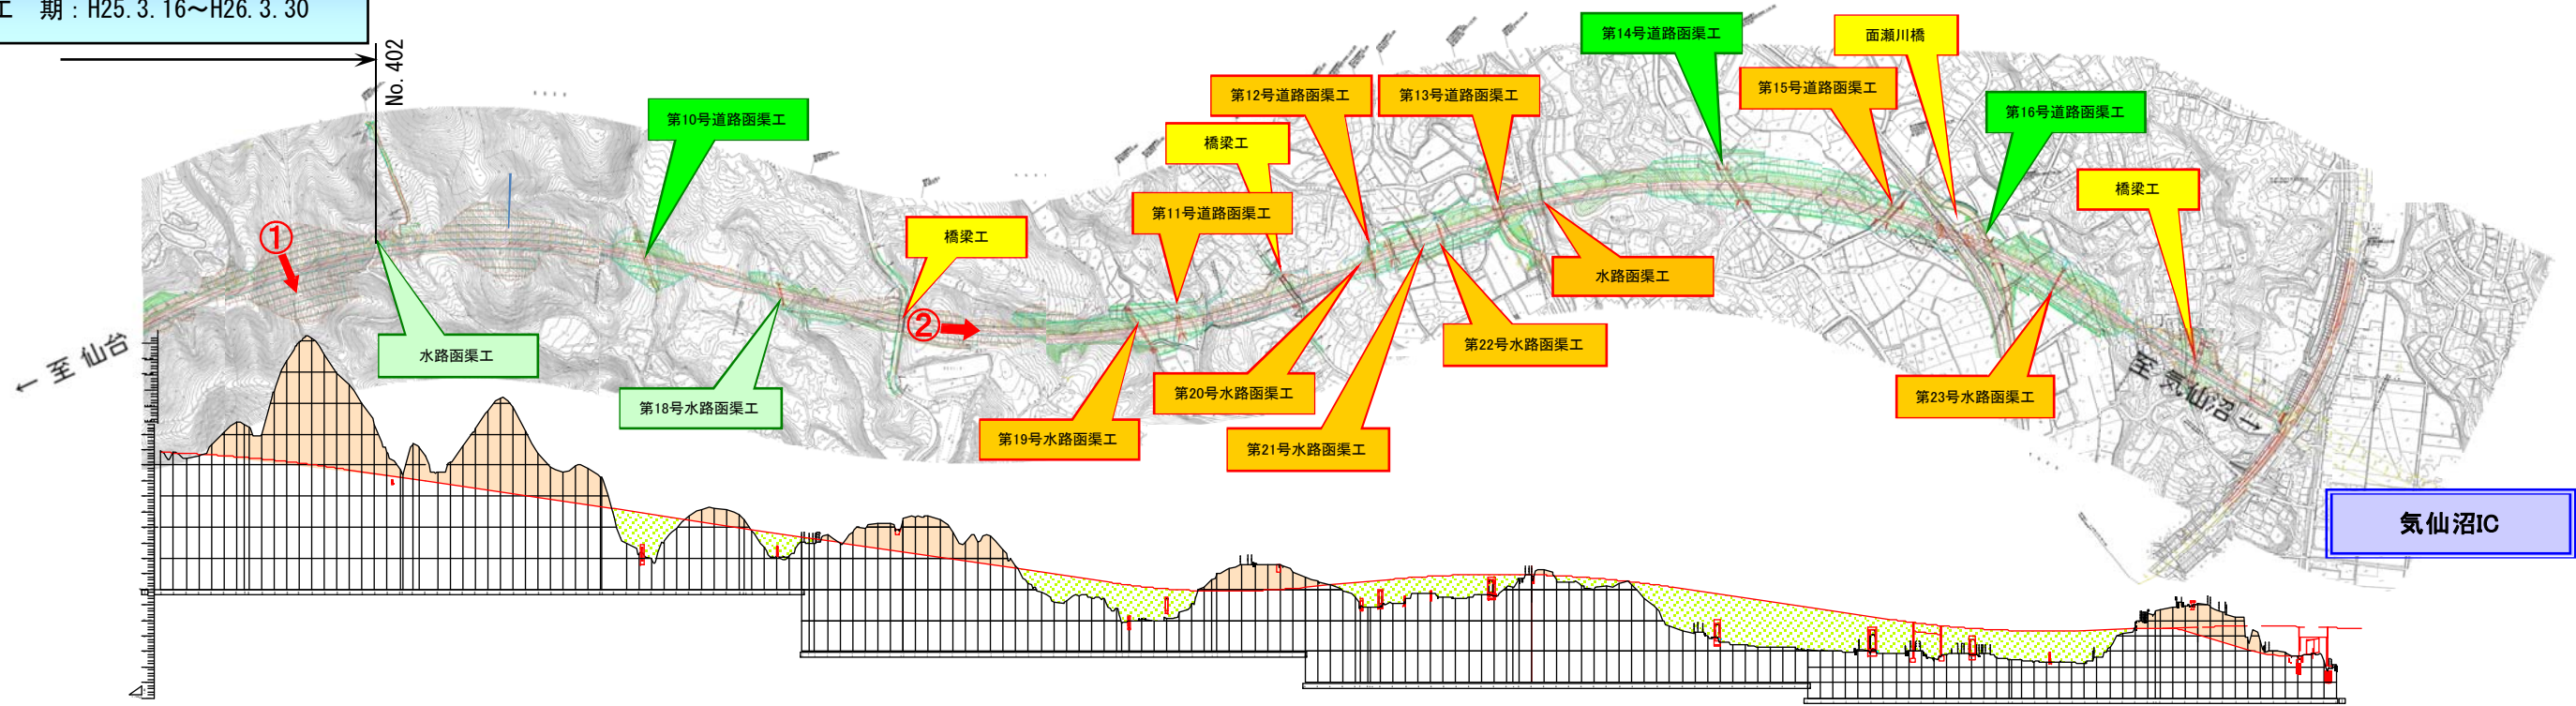 工　期：H25.3.16～H26.3.30
No.402
第14号道路函渠工
面瀬川橋
第12号道路函渠工
第13号道路函渠工
第15号道路函渠工
第10号道路函渠工
第16号道路函渠工
橋梁工
橋梁工
第11号道路函渠工
①
橋梁工
水路函渠工
②
← 至 仙台
水路函渠工
第22号水路函渠工
第18号水路函渠工
第20号水路函渠工
至 気仙沼 →
第23号水路函渠工
第19号水路函渠工
第21号水路函渠工
気仙沼IC